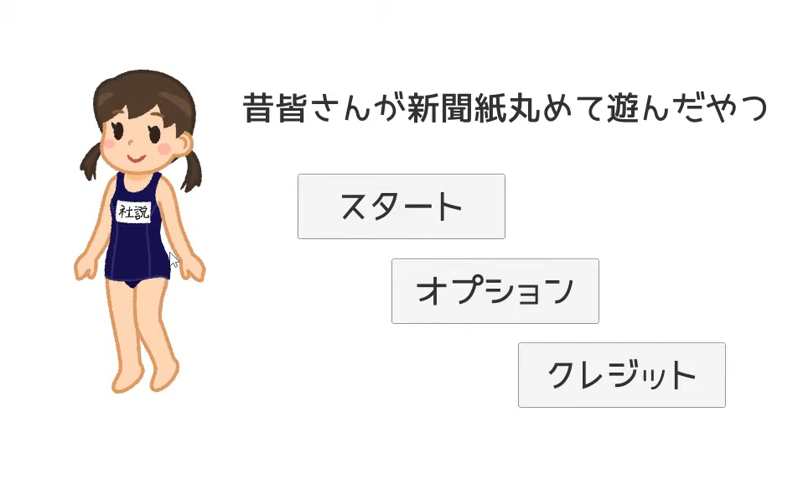 昔皆さんが新聞紙丸めて遊んだやつ
社説
スタート
オプション
クレジット